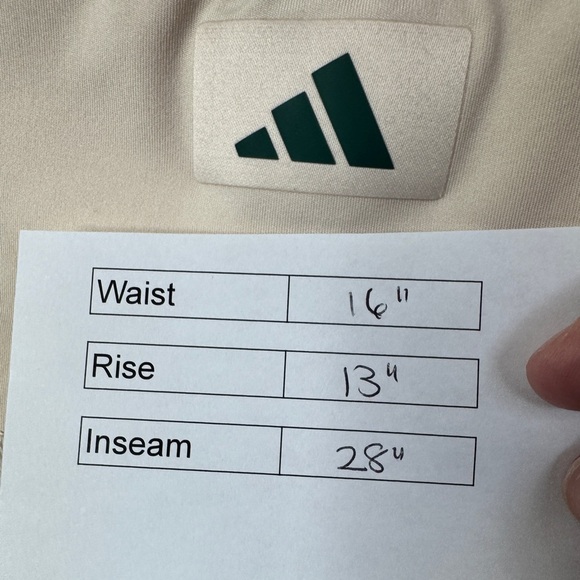 Waist 16"
Rise 13"
Inseam 28"